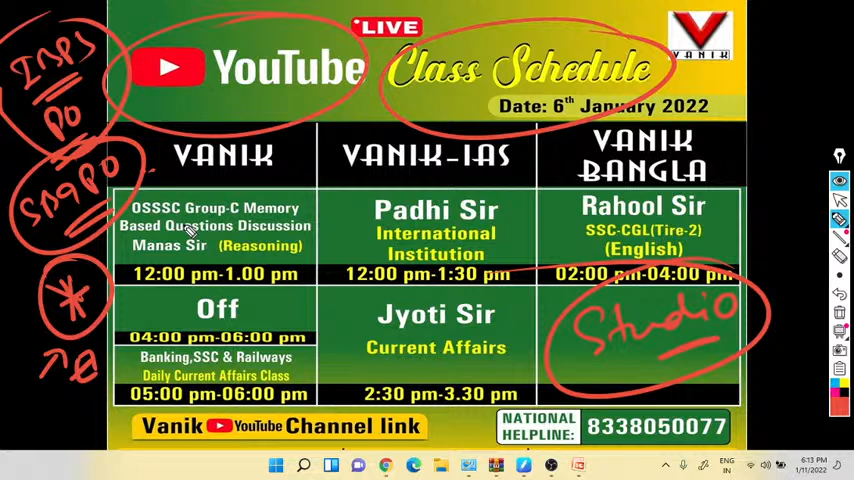 LIVE
YouTube
Class Schedule
VANIK
Date: 6th January 2022
IBPS
PO
SBI PO
VANIK
VANIK-IAS
VANIK
BANGLA
OSSSC Group-C Memory
Based Questions Discussion
Manas Sir (Reasoning)
12:00 pm-1.00 pm
Padhi Sir
International
Institution
12:00 pm-1:30 pm
Rahool Sir
SSC-CGL(Tire-2)
(English)
02:00 pm-04:00 pm
Off
04:00 pm-06:00 pm
Banking,SSC & Railways
Daily Current Affairs Class
05:00 pm-06:00 pm
Jyoti Sir
Current Affairs
2:30 pm-3.30 pm
Studio
Vanik YouTube Channel link
NATIONAL
HELPLINE:
8338050077
ENG
IN
6:13 PM
1/11/2022